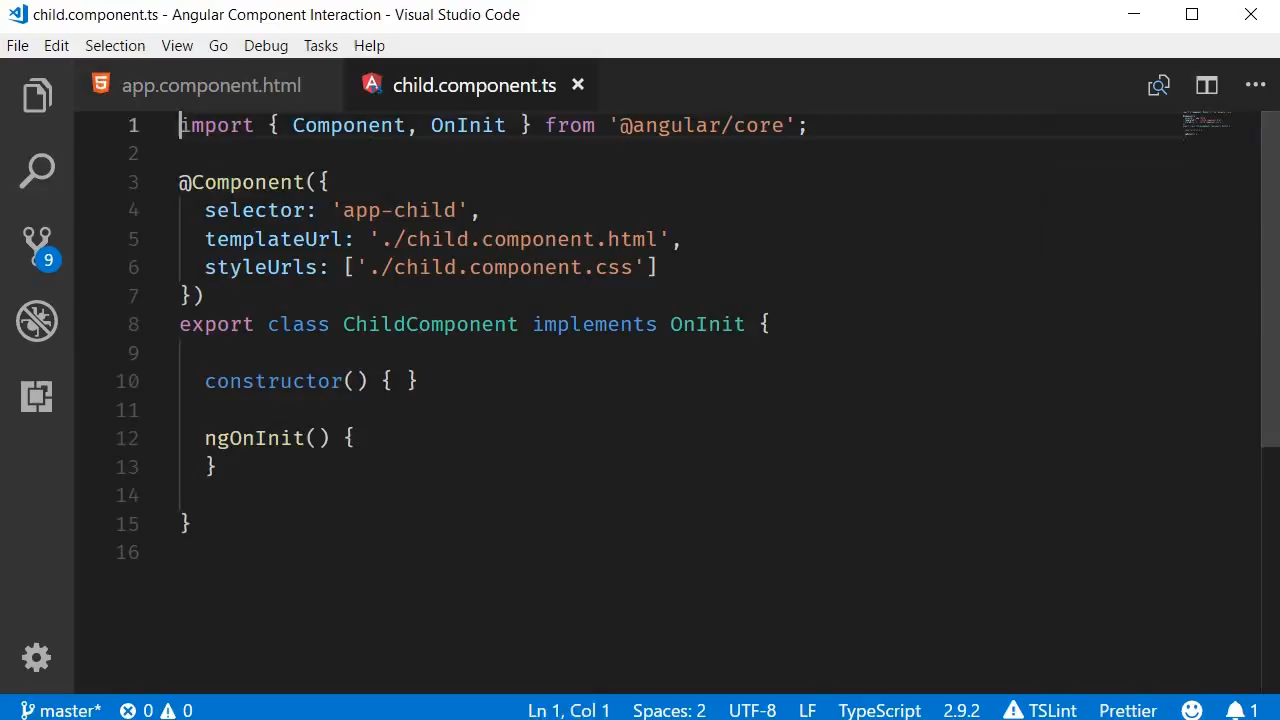 child.component.ts - Angular Component Interaction - Visual Studio Code
File Edit Selection View Go Debug Tasks Help
app.component.html child.component.ts
1 import { Component, OnInit } from '@angular/core';
2
3 @Component({
4 selector: 'app-child',
5 templateUrl: './child.component.html',
6 styleUrls: ['./child.component.css']
7 })
8 export class ChildComponent implements OnInit {
9
10 constructor() { }
11
12 ngOnInit() {
13 }
14
15 }
16
9
master* 0 0 Ln 1, Col 1 Spaces: 2 UTF-8 LF TypeScript 2.9.2 TSLint Prettier 1